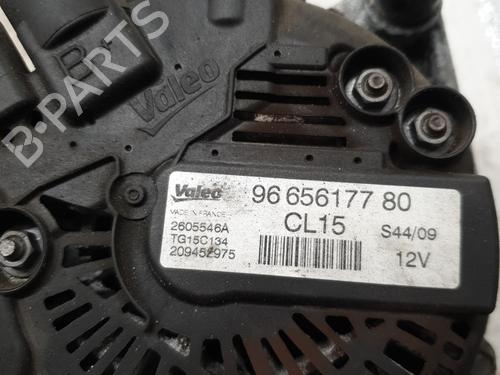 B+
Valeo
B-PARTS
Valeo
96 656177 80
MADE IN FRANCE
CL15
S44/09
2605546A
TG15C134
209452975
12V